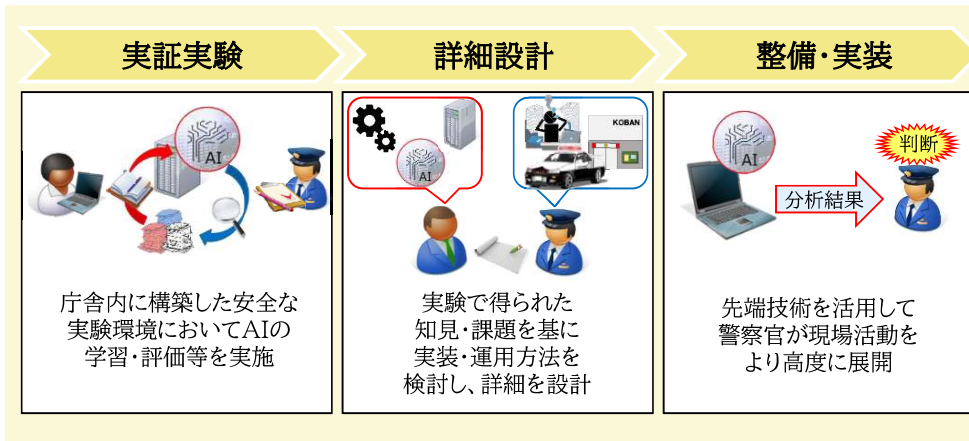 実証実験
AI
庁舎内に構築した安全な
実験環境においてAIの
学習・評価等を実施
詳細設計
AI
KOBAN
実験で得られた
知見・課題を基に
実装・運用方法を
検討し、詳細を設計
整備・実装
AI
分析結果
判断
先端技術を活用して
警察官が現場活動を
より高度に展開